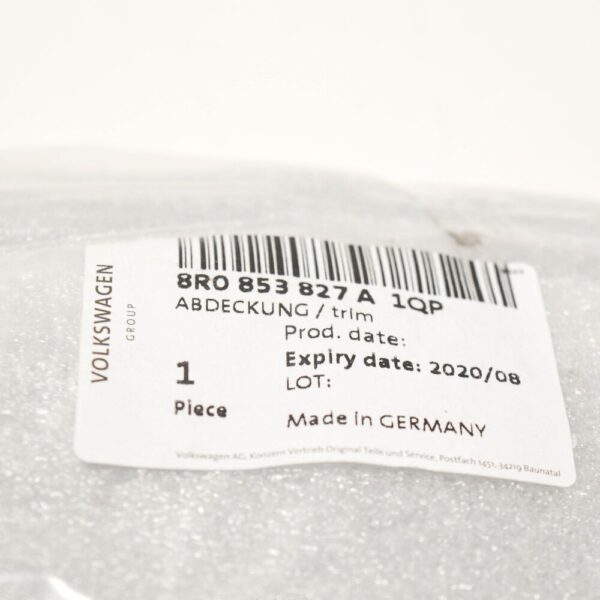 VOLKSWAGEN
GROUP
8R0 853 827 A 1QP
ABDECKUNG / trim
Prod. date:
Expiry date: 2020/08
1
LOT:
Piece
Made in GERMANY
Volkswagen AG, Konzern Vertrieb Original Teile und Service, Postfach 1451, 34219 Baunatal